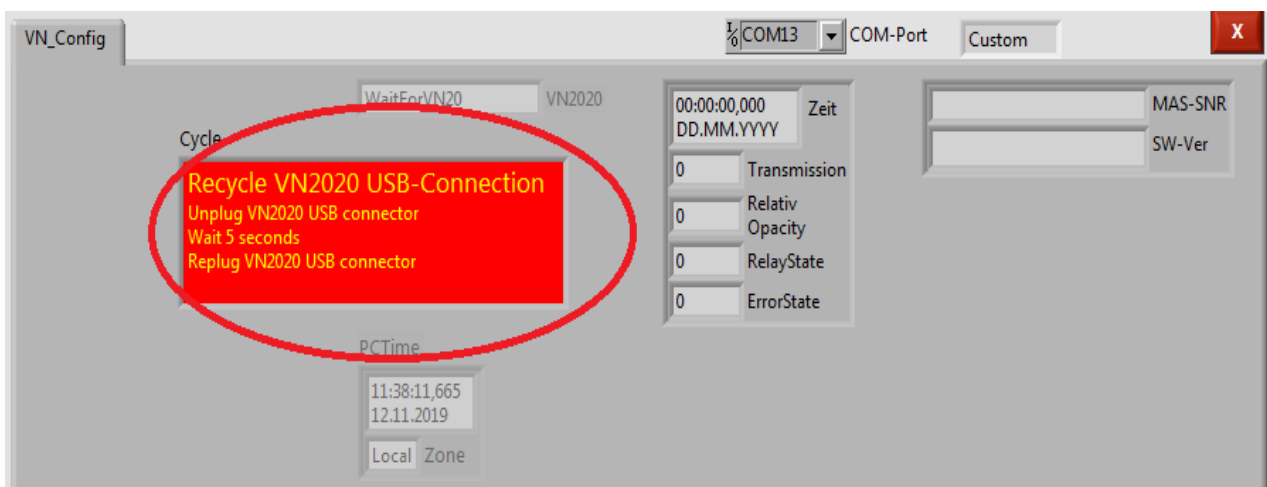 VN_Config
COM13
COM-Port
Custom
X
WaitForVN20
VN2020
Cycle
Recycle VN2020 USB-Connection
Unplug VN2020 USB connector
Wait 5 seconds
Replug VN2020 USB connector
PCTime
11:38:11,665
12.11.2019
Local Zone
00:00:00,000
DD.MM.YYYY
Zeit
0 Transmission
0 Relativ
Opacity
0 RelayState
0 ErrorState
MAS-SNR
SW-Ver